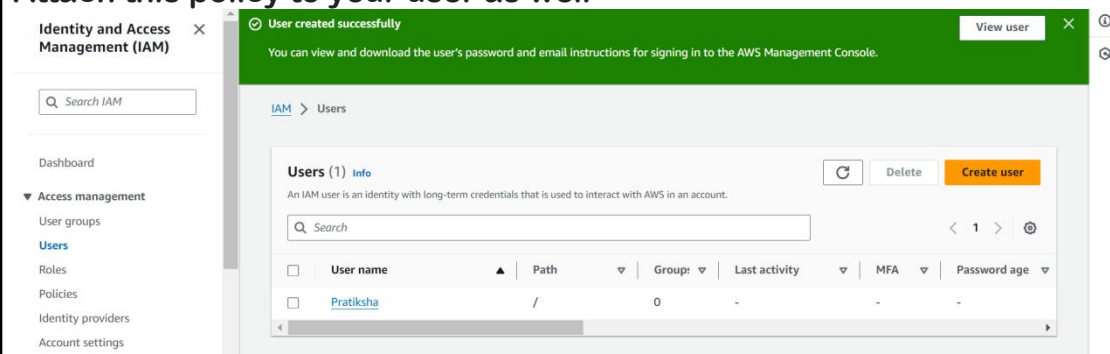 Attach this policy to your user as well
Identity and Access Management (IAM)
Search IAM
Dashboard
Access management
User groups
Users
Roles
Policies
Identity providers
Account settings
User created successfully
You can view and download the user's password and email instructions for signing in to the AWS Management Console.
View user
IAM > Users
Users (1) Info
An IAM user is an identity with long-term credentials that is used to interact with AWS in an account.
Delete
Create user
Search
1
User name Path Group: Last activity MFA Password age
Pratiksha / 0 - - -